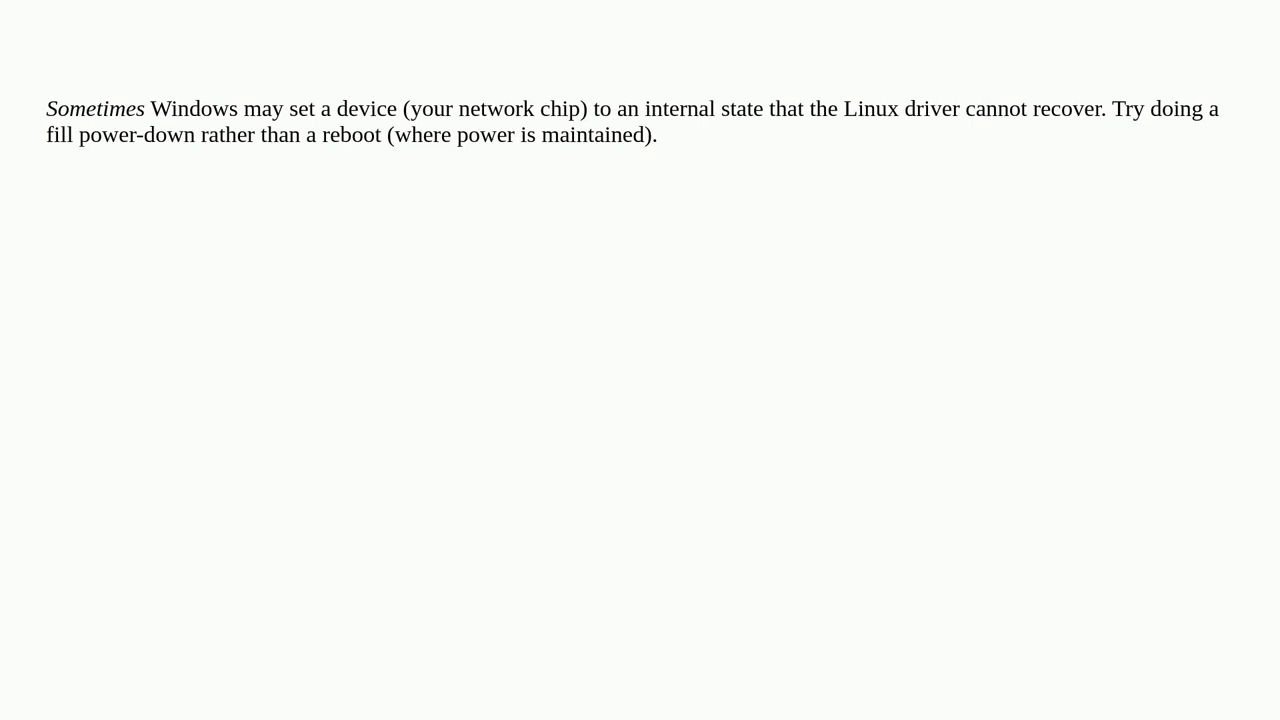 Sometimes Windows may set a device (your network chip) to an internal state that the Linux driver cannot recover. Try doing a
fill power-down rather than a reboot (where power is maintained).